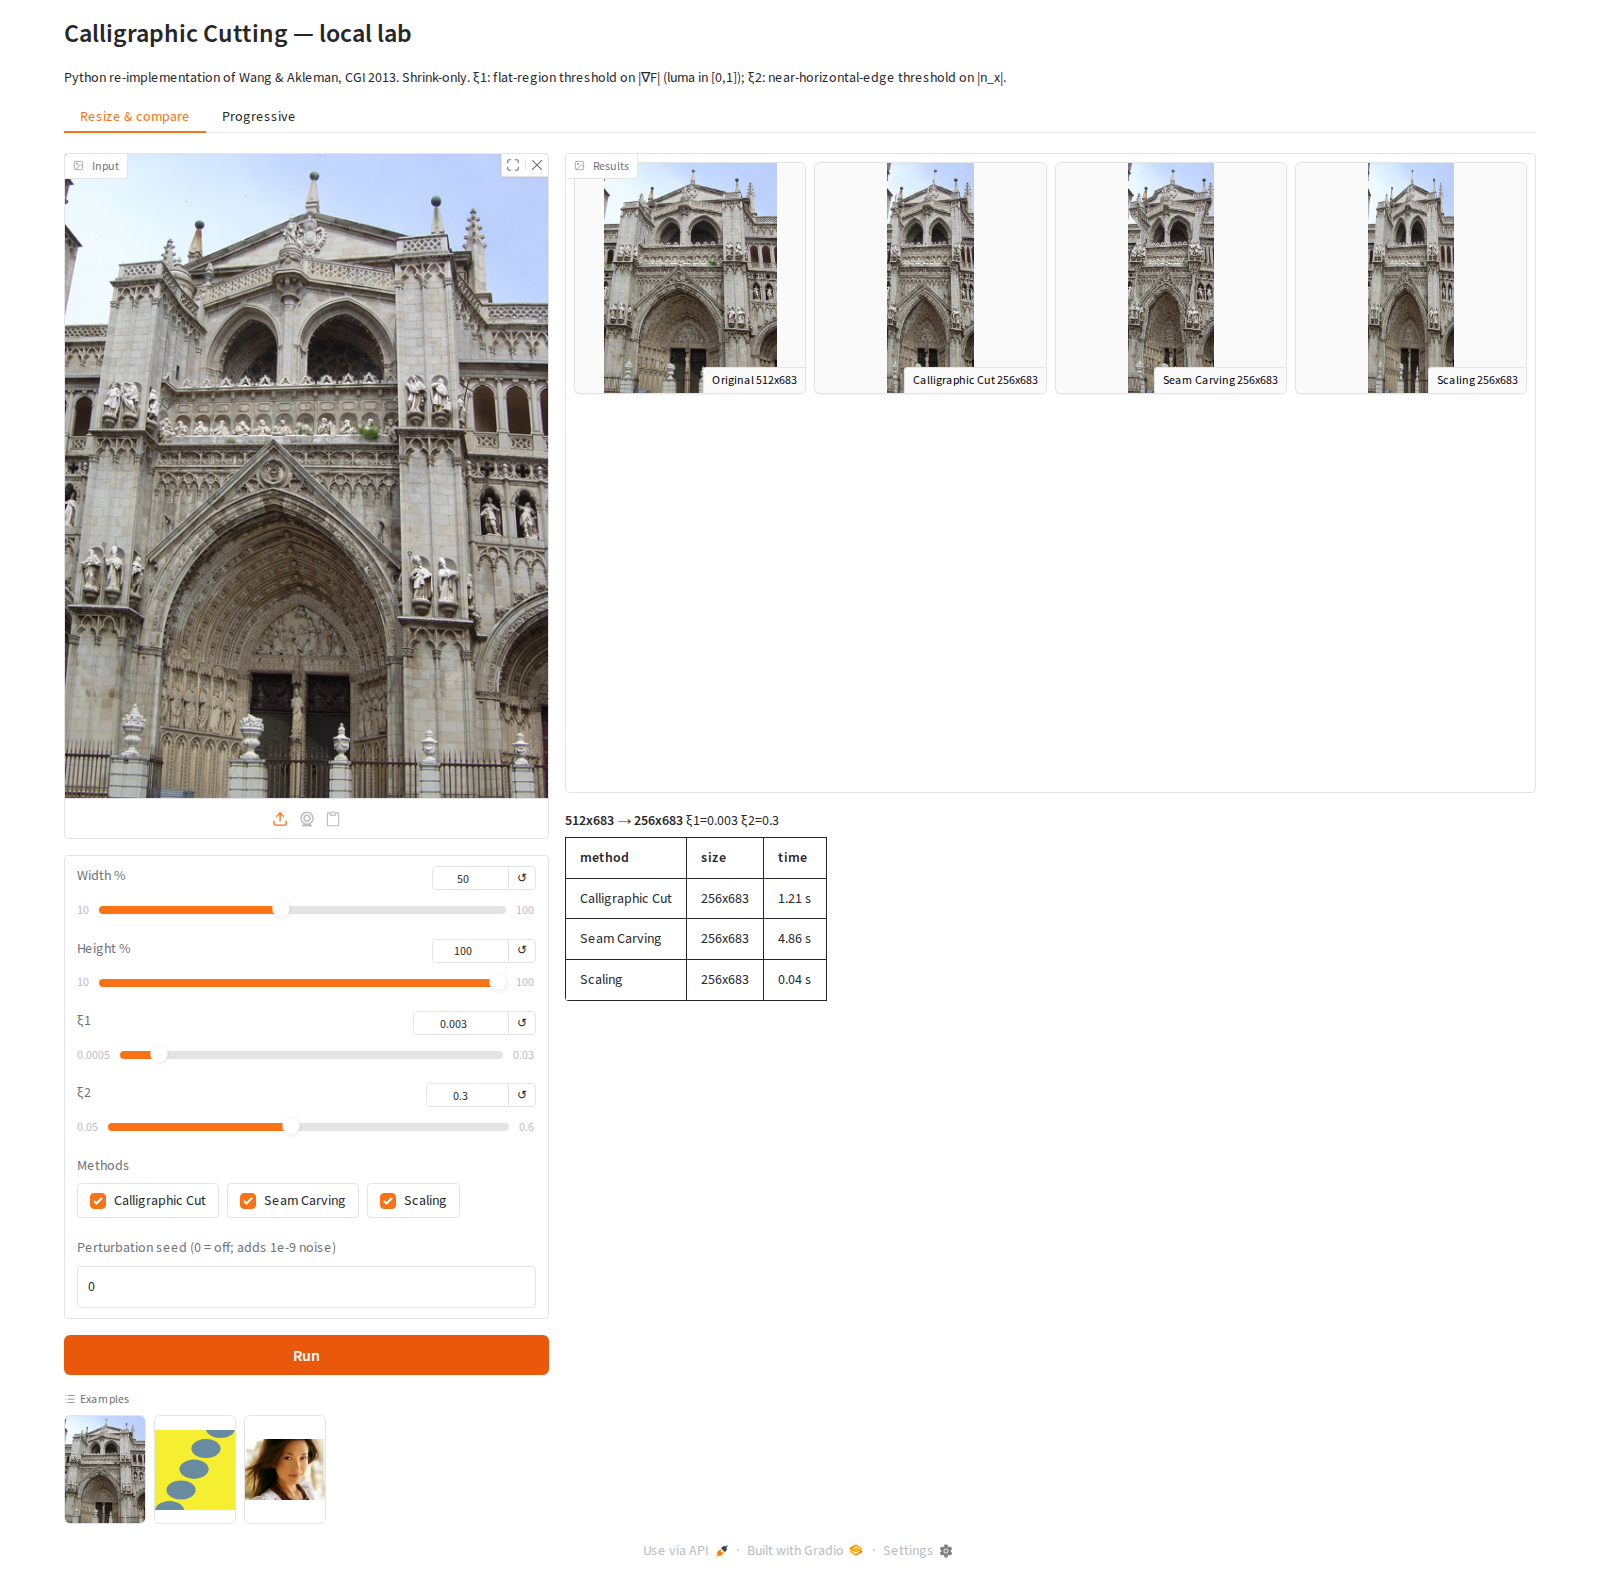 Calligraphic Cutting — local lab
Python re-implementation of Wang & Akleman, CGI 2013. Shrink-only. ξ1: flat-region threshold on |∇F| (luma in [0,1]); ξ2: near-horizontal-edge threshold on |n_x|.
Resize & compare Progressive
Input
Results
Original 512x683
Calligraphic Cut 256x683
Seam Carving 256x683
Scaling 256x683
512x683 → 256x683 ξ1=0.003 ξ2=0.3
method size time
Calligraphic Cut 256x683 1.21 s
Seam Carving 256x683 4.86 s
Scaling 256x683 0.04 s
Width % 50 ↺
10 100
Height % 100 ↺
10 100
ξ1 0.003 ↺
0.0005 0.03
ξ2 0.3 ↺
0.05 0.6
Methods
Calligraphic Cut Seam Carving Scaling
Perturbation seed (0 = off; adds 1e-9 noise)
0
Run
Examples
Use via API · Built with Gradio · Settings